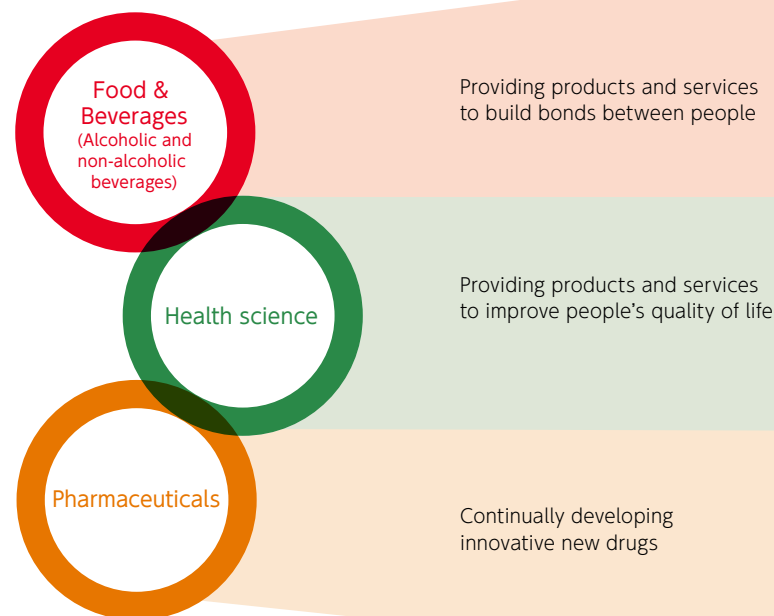 Food &
Beverages
(Alcoholic and
non-alcoholic
beverages)
Providing products and services
to build bonds between people
Health science
Providing products and services
to improve people’s quality of life
Pharmaceuticals
Continually developing
innovative new drugs